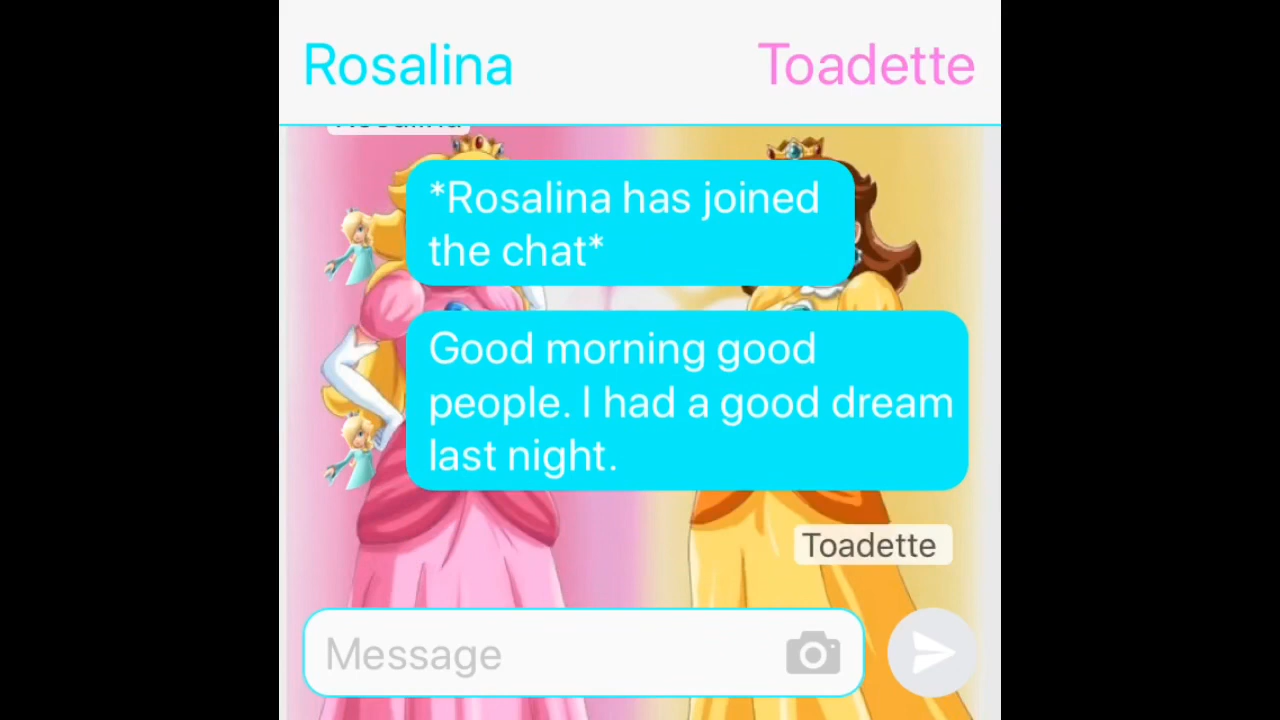 Rosalina
Toadette
*Rosalina has joined
the chat*
Good morning good
people. I had a good dream
last night.
Toadette
Message